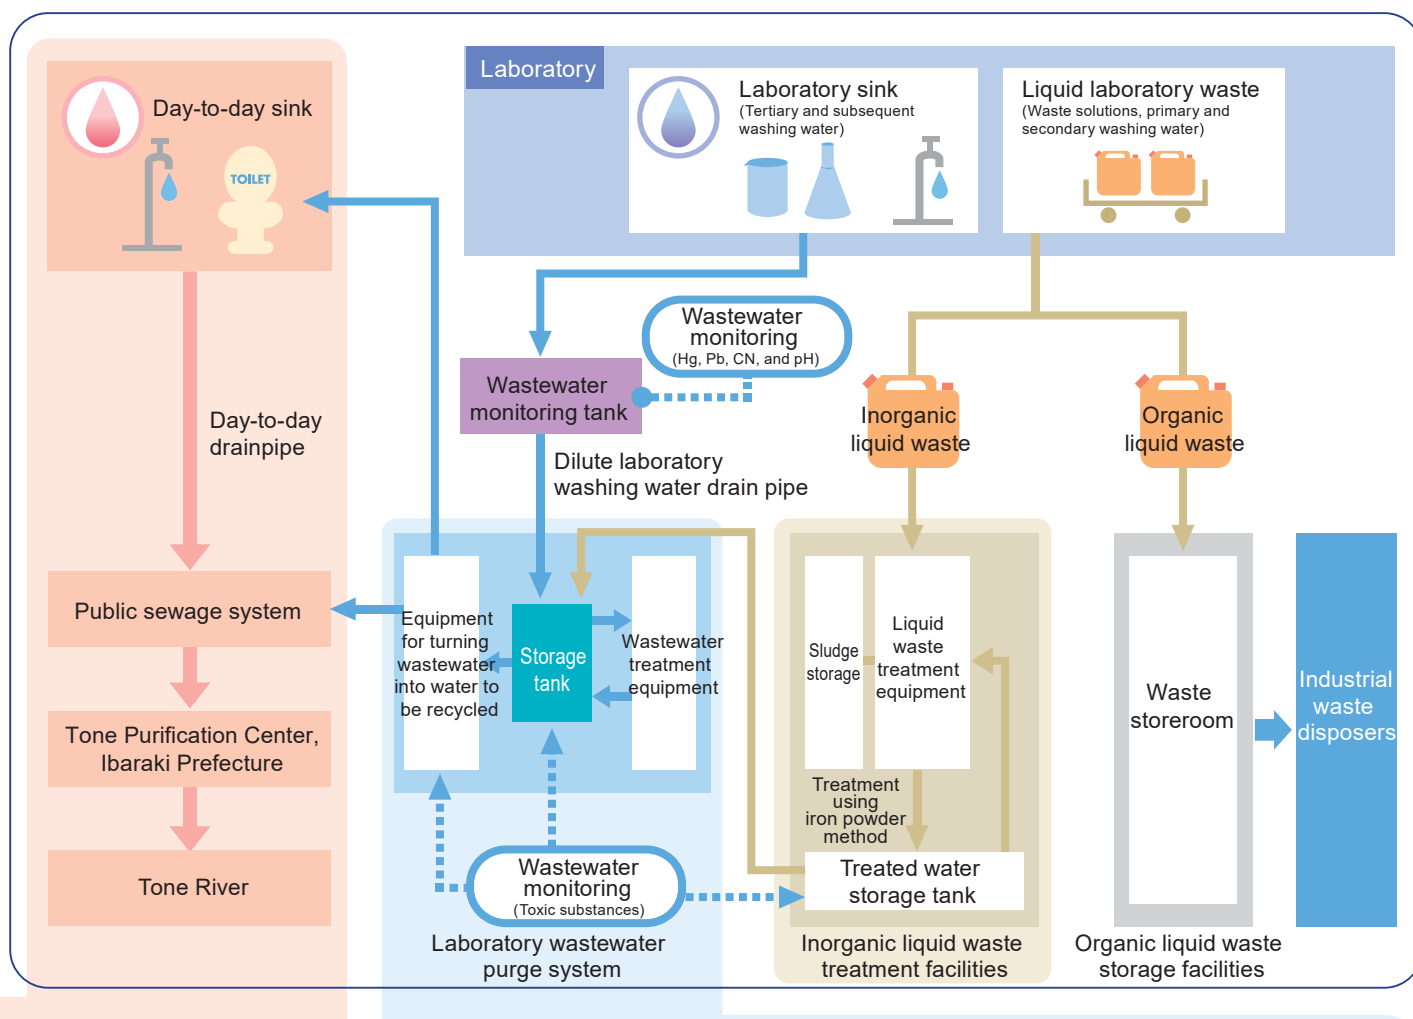 Day-to-day sink
TOILET
Laboratory
Laboratory sink
(Tertiary and subsequent
washing water)
Liquid laboratory waste
(Waste solutions, primary and
secondary washing water)
Wastewater
monitoring
(Hg, Pb, CN, and pH)
Wastewater
monitoring tank
Day-to-day
drainpipe
Dilute laboratory
washing water drain pipe
Inorganic
liquid waste
Organic
liquid waste
Public sewage system
Tone Purification Center,
Ibaraki Prefecture
Tone River
Equipment
for turning
wastewater
into water to
be recycled
Storage
tank
Wastewater
treatment
equipment
Sludge
storage
Liquid
waste
treatment
equipment
Treatment
using
iron powder
method
Treated water
storage tank
Waste
storeroom
Industrial
waste
disposers
Wastewater
monitoring
(Toxic substances)
Laboratory wastewater
purge system
Inorganic liquid waste
treatment facilities
Organic liquid waste
storage facilities